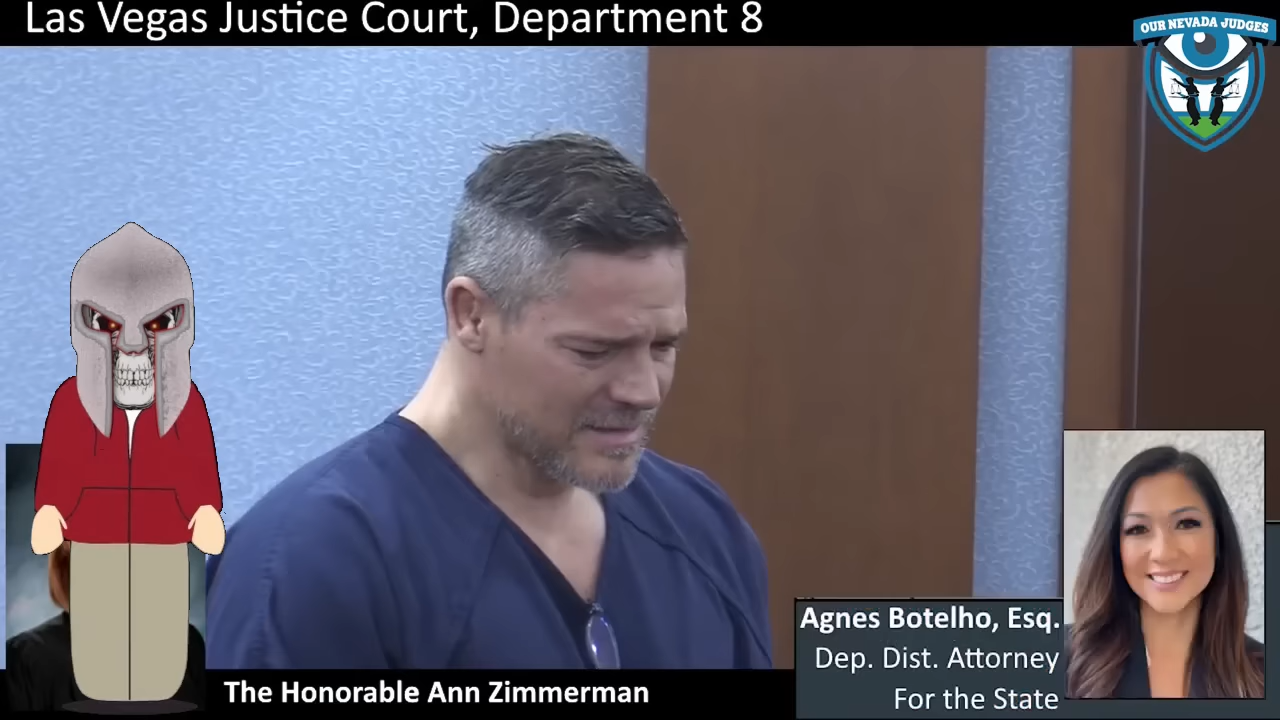 Las Vegas Justice Court, Department 8
OUR NEVADA JUDGES
Agnes Botelho, Esq.
Dep. Dist. Attorney
For the State
The Honorable Ann Zimmerman